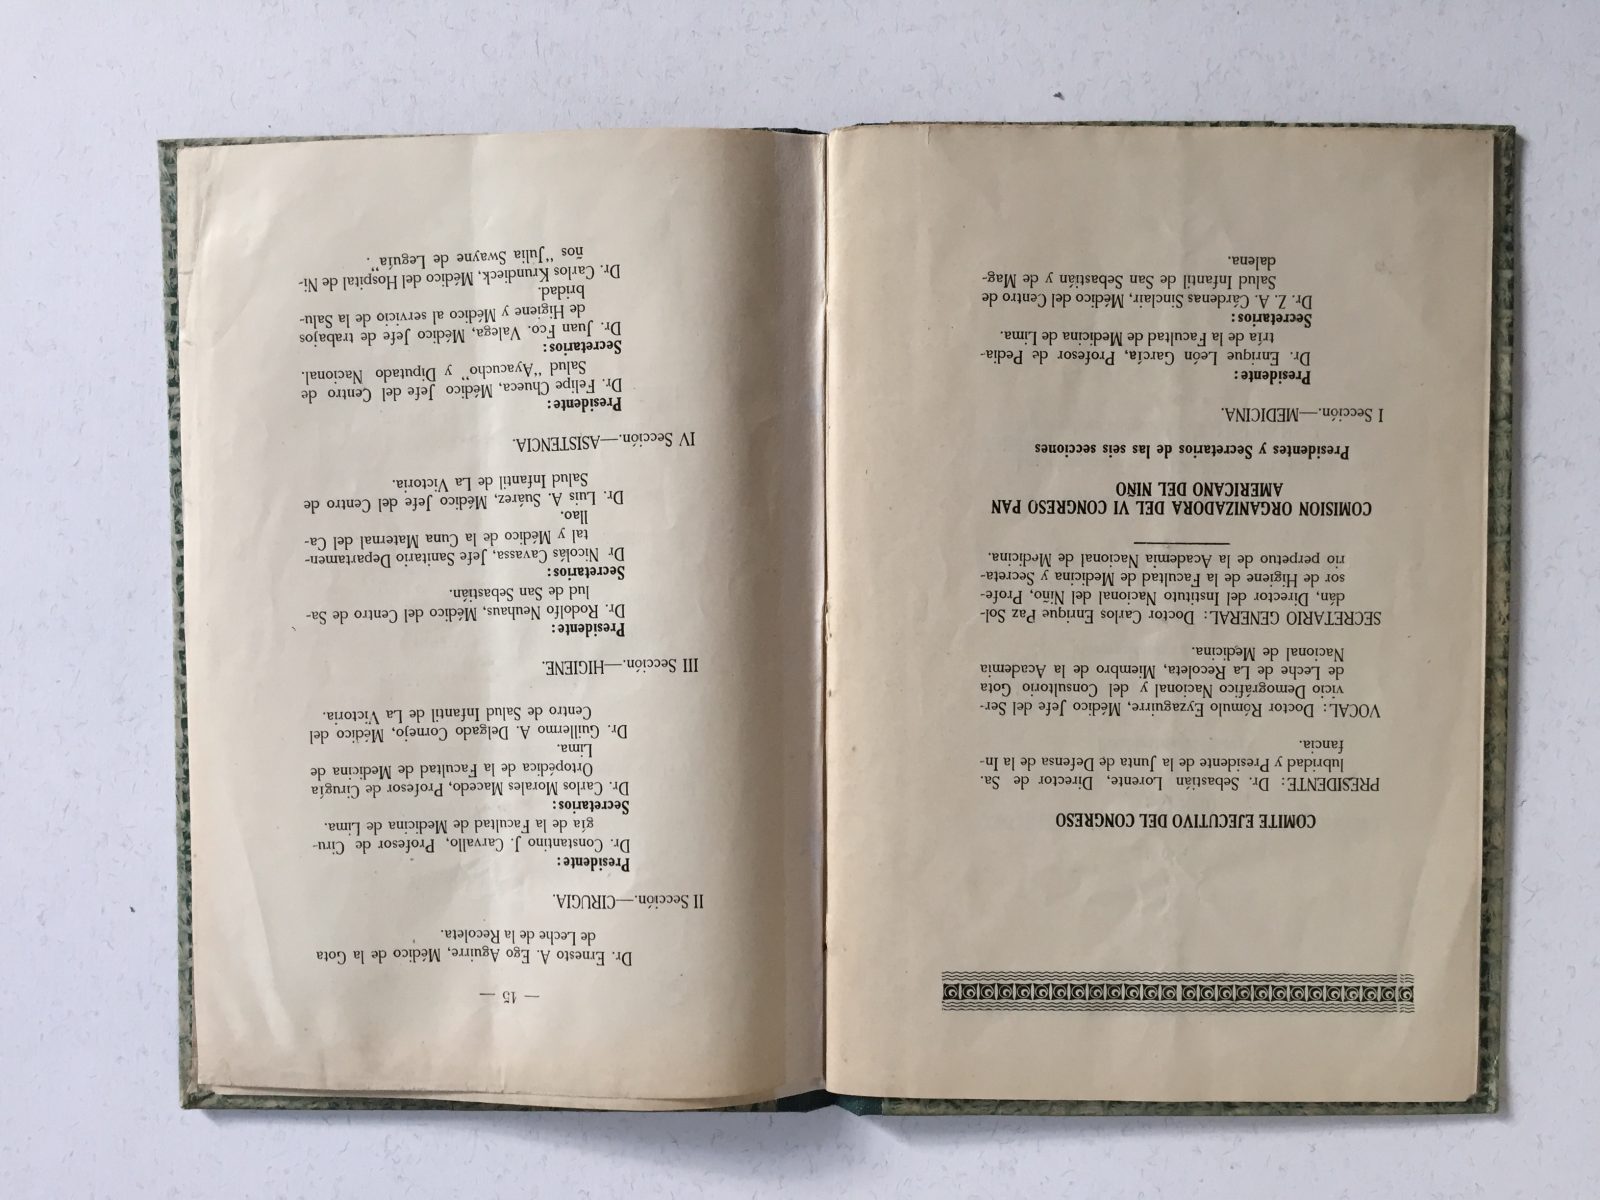 COMITE EJECUTIVO DEL CONGRESO
PRESIDENTE: Dr. Sebastián Lorente, Director de Sa-
lubridad y Presidente de la Junta de Defensa de la In-
fancia.
VOCAL: Doctor Rómulo Eyzaguirre, Médico Jefe del Ser-
vicio Demográfico Nacional y del Consultorio Gota
de Leche de La Recoleta, Miembro de la Academia
Nacional de Medicina.
SECRETARIO GENERAL: Doctor Carlos Enrique Paz Sol-
dán, Director del Instituto Nacional del Niño, Profe-
sor de Higiene de la Facultad de Medicina y Secreta-
rio perpetuo de la Academia Nacional de Medicina.
COMISION ORGANIZADORA DEL VI CONGRESO PAN
AMERICANO DEL NIÑO
Presidentes y Secretarios de las seis secciones
I Sección.—MEDICINA.
Presidente:
Dr. Enrique León García, Profesor de Pedia-
tría de la Facultad de Medicina de Lima.
Secretarios:
Dr. Z. A. Cárdenas Sinclair, Médico del Centro de
Salud Infantil de San Sebastián y de Mag-
dalena.
— 15 —
Dr. Ernesto A. Ego Aguirre, Médico de la Gota
de Leche de la Recoleta.
II Sección.—CIRUGIA.
Presidente:
Dr. Constantino J. Carvallo, Profesor de Ciru-
gía de la Facultad de Medicina de Lima.
Secretarios:
Dr. Carlos Morales Macedo, Profesor de Cirugía
Ortopédica de la Facultad de Medicina de
Lima.
Dr. Guillermo A. Delgado Cornejo, Médico del
Centro de Salud Infantil de La Victoria.
III Sección.—HIGIENE.
Presidente:
Dr. Rodolfo Neuhaus, Médico del Centro de Sa-
lud de San Sebastián.
Secretarios:
Dr Nicolás Cavassa, Jefe Sanitario Departamen-
tal y Médico de la Cuna Maternal del Ca-
llao.
Dr. Luis A. Suárez, Médico Jefe del Centro de
Salud Infantil de La Victoria.
IV Sección.—ASISTENCIA.
Presidente:
Dr. Felipe Chueca, Médico Jefe del Centro de
Salud "Ayacucho" y Diputado Nacional.
Secretarios:
Dr. Juan Fco. Valega, Médico Jefe de trabajos
de Higiene y Médico al servicio de la Salu-
bridad.
Dr. Carlos Krundieck, Médico del Hospital de Ni-
ños "Julia Swayne de Leguía".